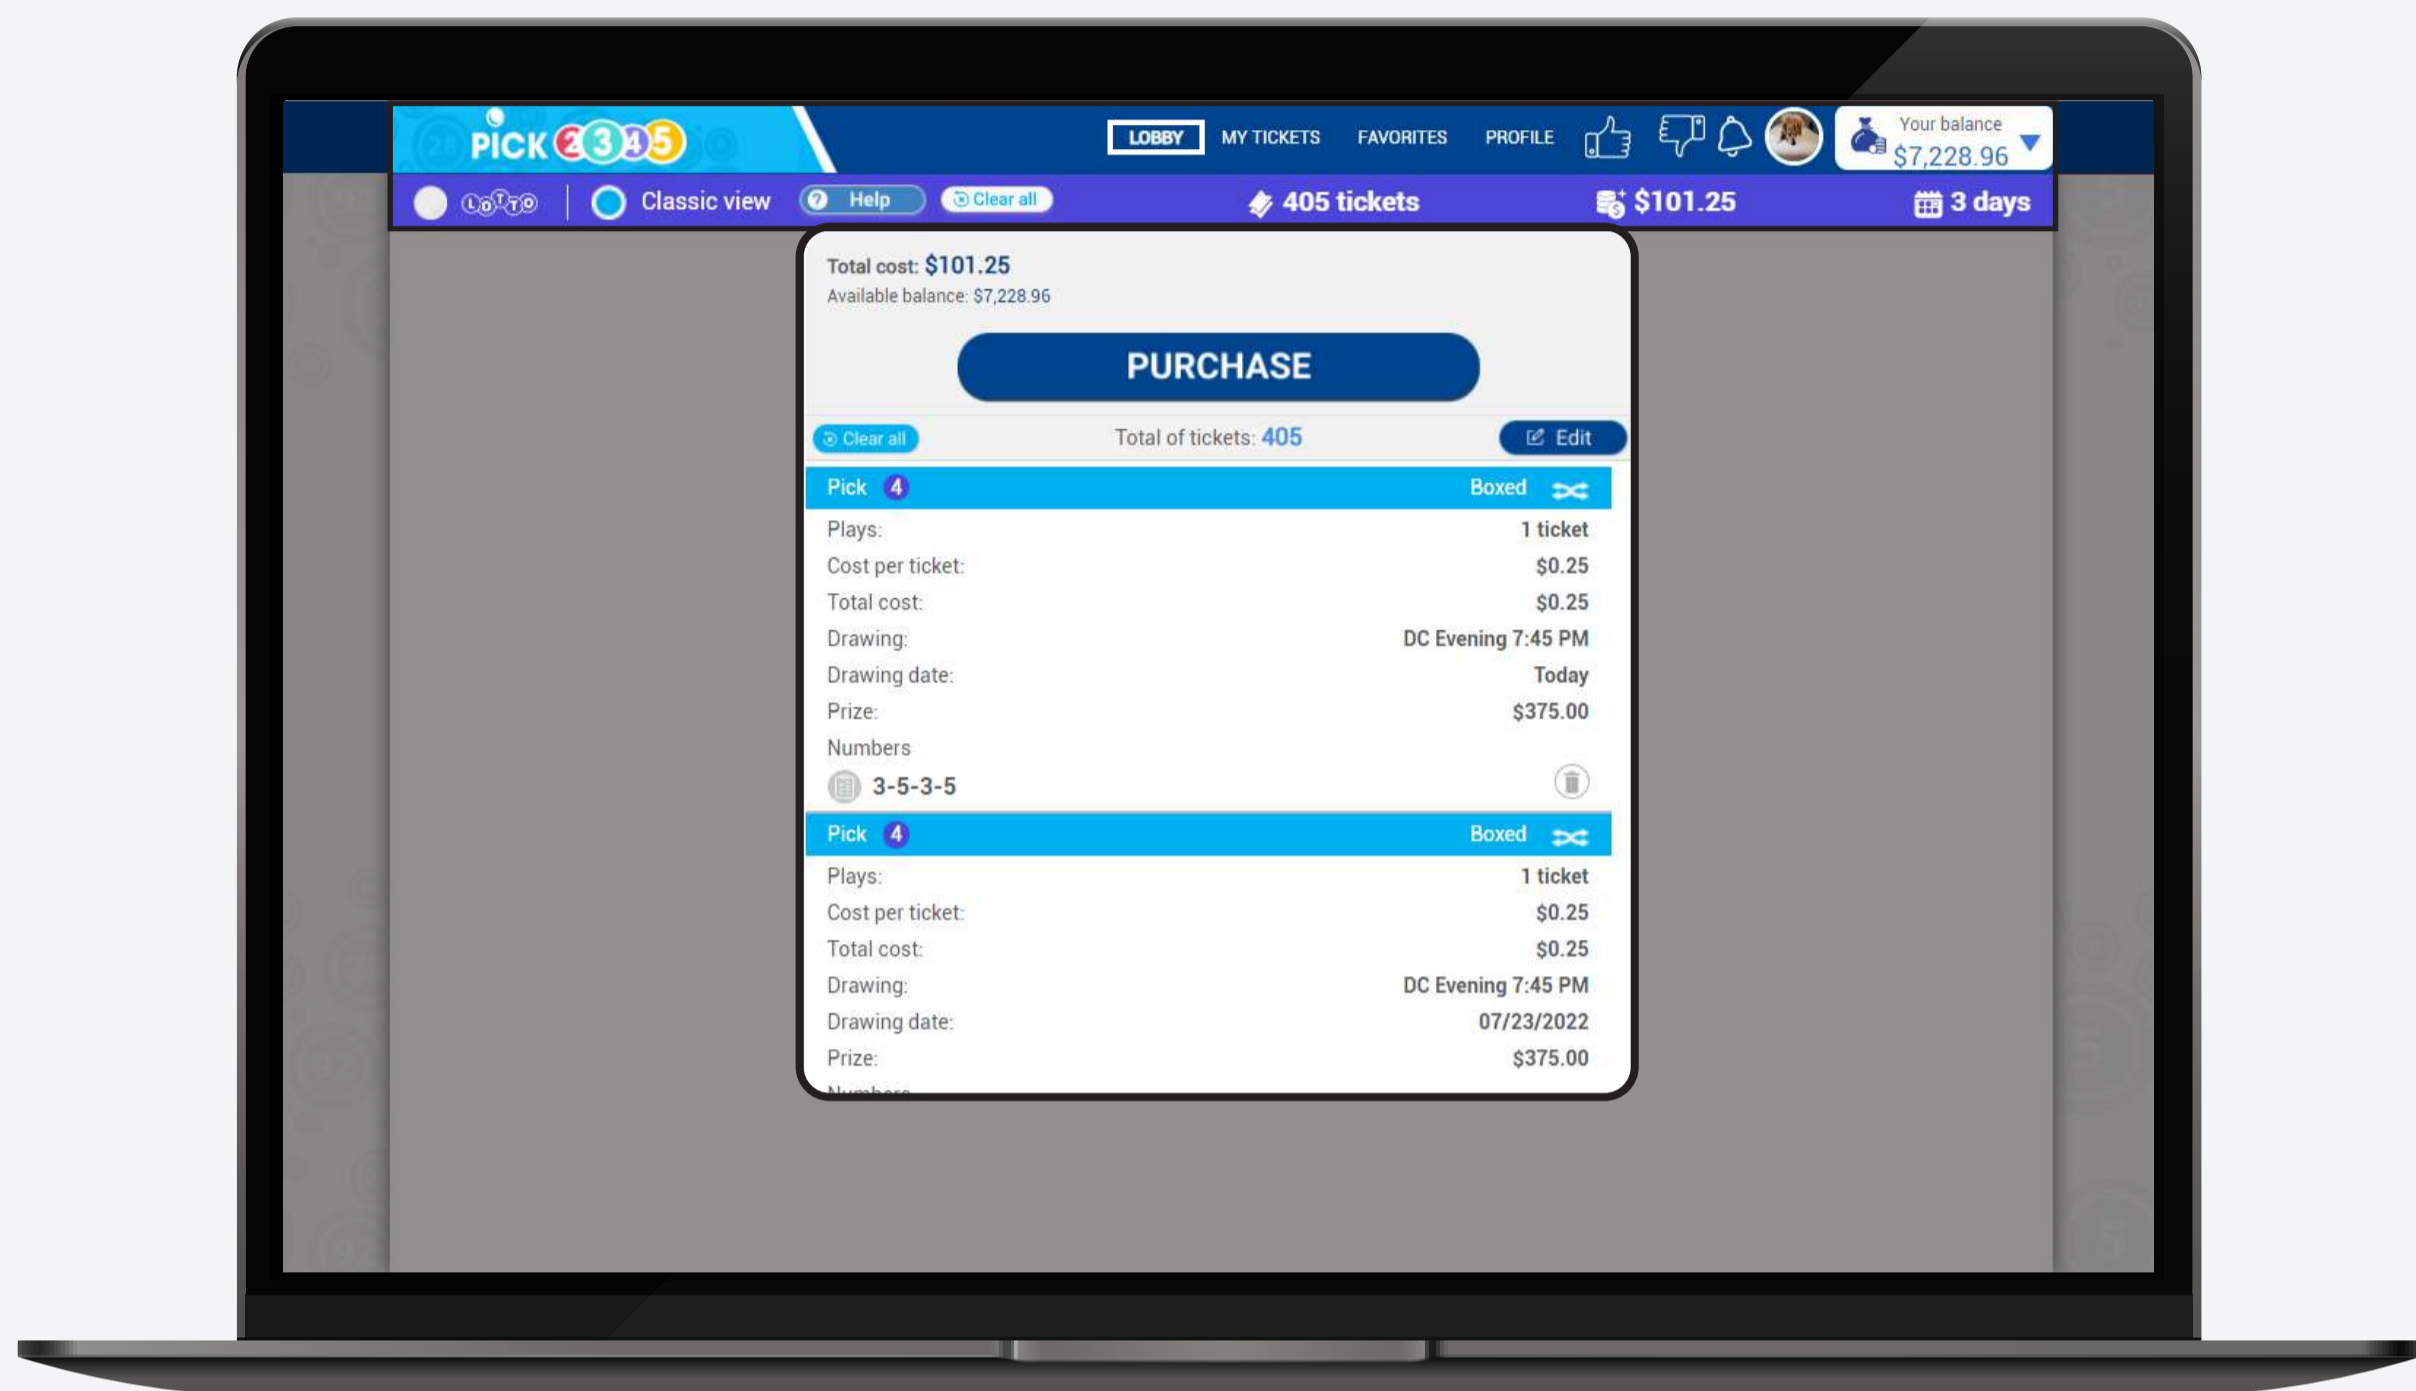 PiCK 2345
LOBBY MY TICKETS FAVORITES PROFILE
Your balance
$7,228.96
LOTTO Classic view Help Clear all 405 tickets $101.25 3 days
Total cost: $101.25
Available balance: $7,228.96
PURCHASE
Clear all Total of tickets: 405 Edit
Pick 4 Boxed
Plays: 1 ticket
Cost per ticket: $0.25
Total cost: $0.25
Drawing: DC Evening 7:45 PM
Drawing date: Today
Prize: $375.00
Numbers
3-5-3-5
Pick 4 Boxed
Plays: 1 ticket
Cost per ticket: $0.25
Total cost: $0.25
Drawing: DC Evening 7:45 PM
Drawing date: 07/23/2022
Prize: $375.00
Numbers